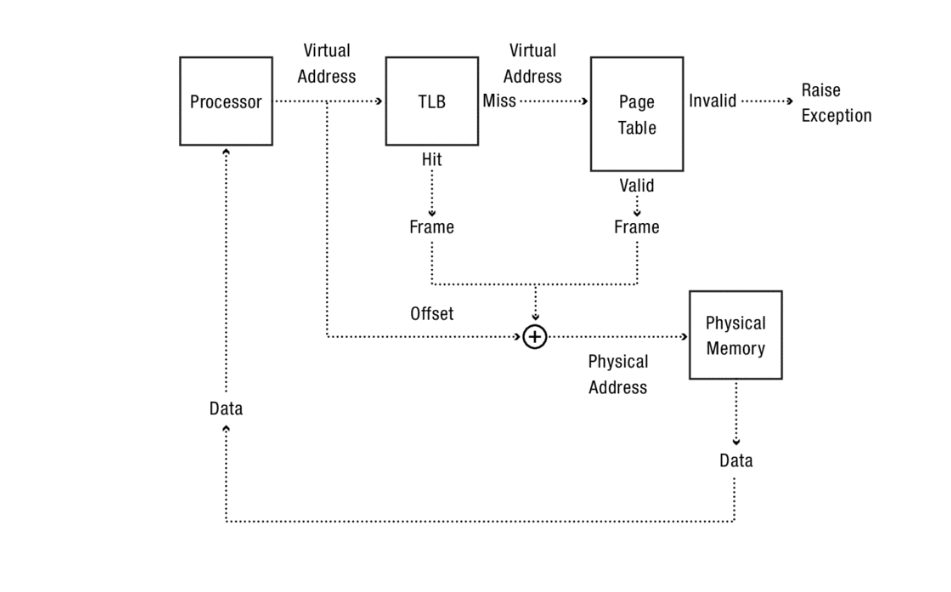 Virtual
Address
Virtual
Address
Processor
TLB
Miss
Page
Table
Invalid
Raise
Exception
Hit
Valid
Frame
Frame
Offset
+
Physical
Memory
Physical
Address
Data
Data